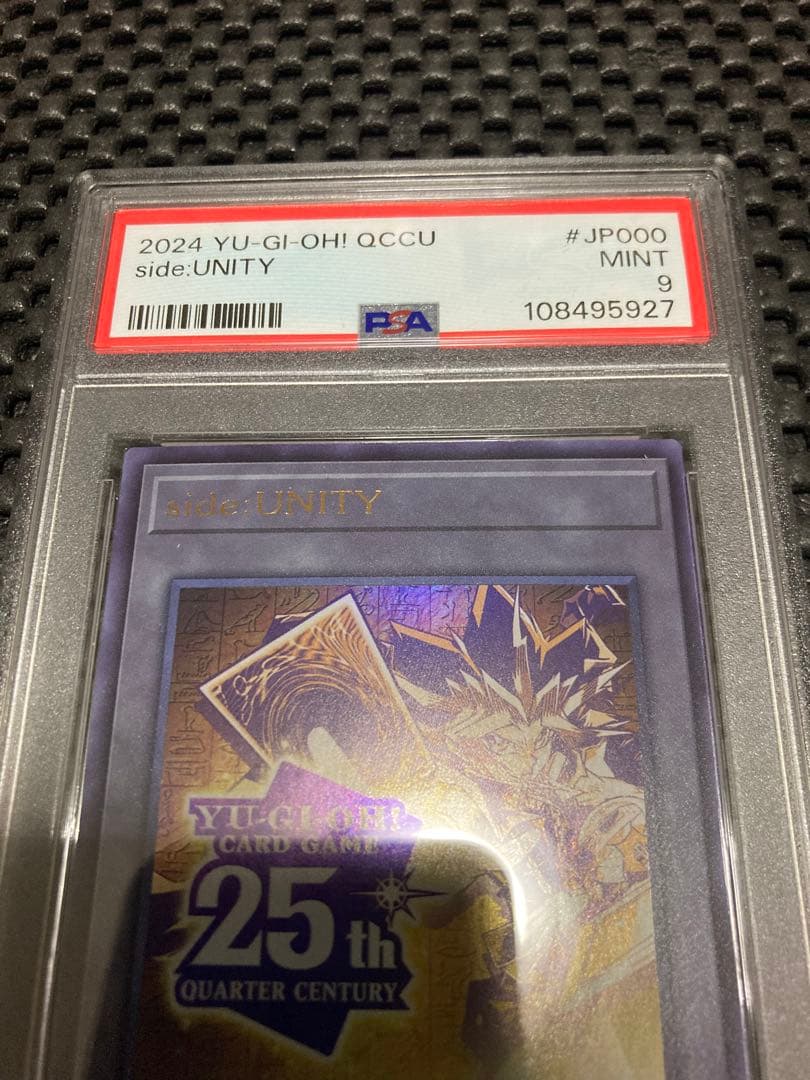 2024 YU-GI-OH! QCCU
#JP000
side:UNITY
MINT
9
PSA
108495927
side:UNITY
YU-GI-OH!
CARD GAME
25th
QUARTER CENTURY